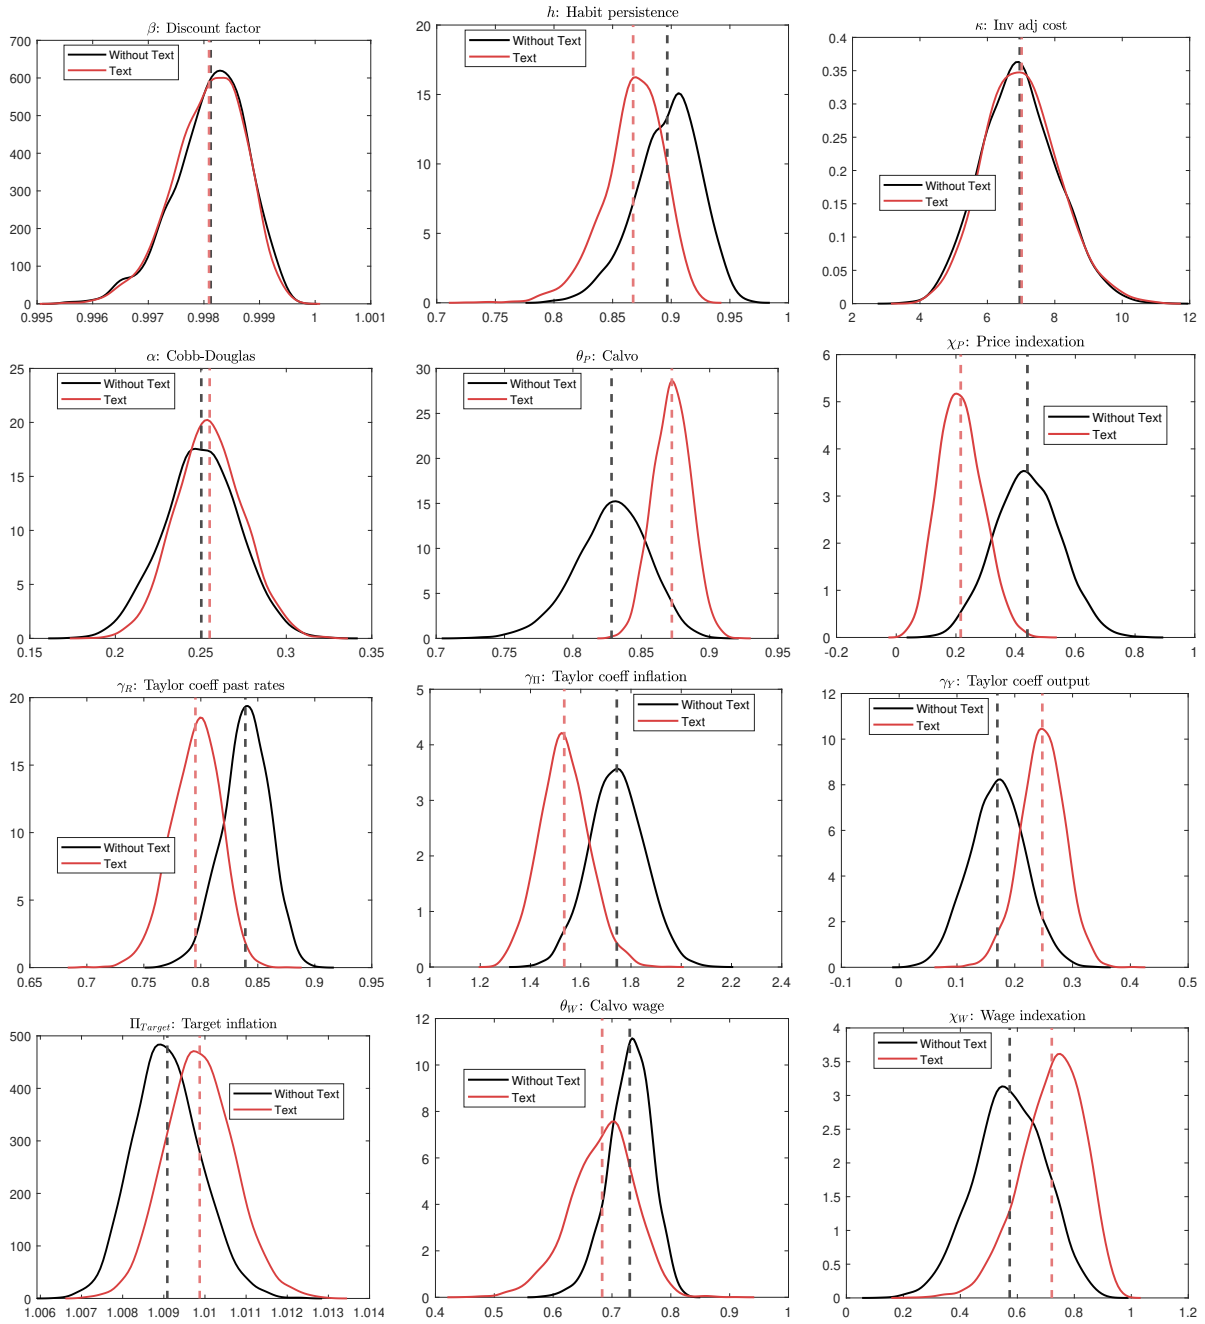 β: Discount factor
700
600
500
400
300
200
100
0
Without Text
Text
0.995 0.996 0.997 0.998 0.999 1 1.001
h: Habit persistence
20
15
10
5
0
Without Text
Text
0.7 0.75 0.8 0.85 0.9 0.95 1
κ: Inv adj cost
0.4
0.35
0.3
0.25
0.2
0.15
0.1
0.05
0
Without Text
Text
2 4 6 8 10 12
α: Cobb-Douglas
25
20
15
10
5
0
Without Text
Text
0.15 0.2 0.25 0.3 0.35
θ_P: Calvo
30
25
20
15
10
5
0
Without Text
Text
0.7 0.75 0.8 0.85 0.9 0.95
χ_P: Price indexation
6
5
4
3
2
1
0
Without Text
Text
-0.2 0 0.2 0.4 0.6 0.8 1
γ_R: Taylor coeff past rates
20
15
10
5
0
Without Text
Text
0.65 0.7 0.75 0.8 0.85 0.9 0.95
γ_Π: Taylor coeff inflation
5
4
3
2
1
0
Without Text
Text
1 1.2 1.4 1.6 1.8 2 2.2 2.4
γ_Y: Taylor coeff output
12
10
8
6
4
2
0
Without Text
Text
-0.1 0 0.1 0.2 0.3 0.4 0.5
Π_Target: Target inflation
500
400
300
200
100
0
Without Text
Text
1.006 1.007 1.008 1.009 1.01 1.011 1.012 1.013 1.014
θ_W: Calvo wage
12
10
8
6
4
2
0
Without Text
Text
0.4 0.5 0.6 0.7 0.8 0.9 1
χ_W: Wage indexation
4
3.5
3
2.5
2
1.5
1
0.5
0
Without Text
Text
0 0.2 0.4 0.6 0.8 1 1.2